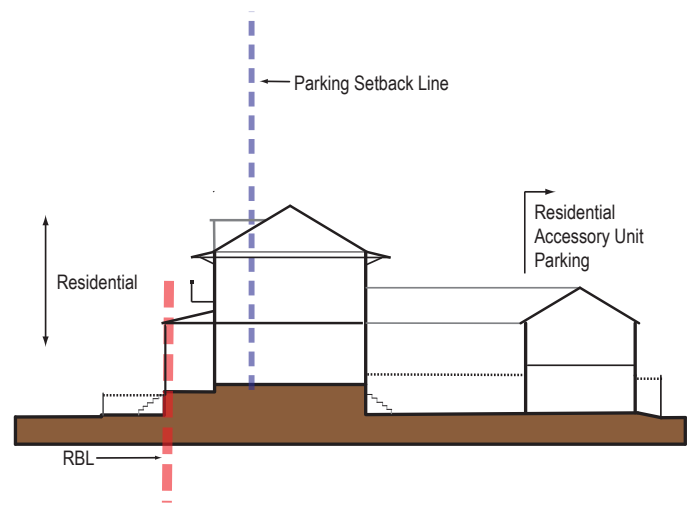 Parking Setback Line
Residential
Accessory Unit
Parking
Residential
RBL